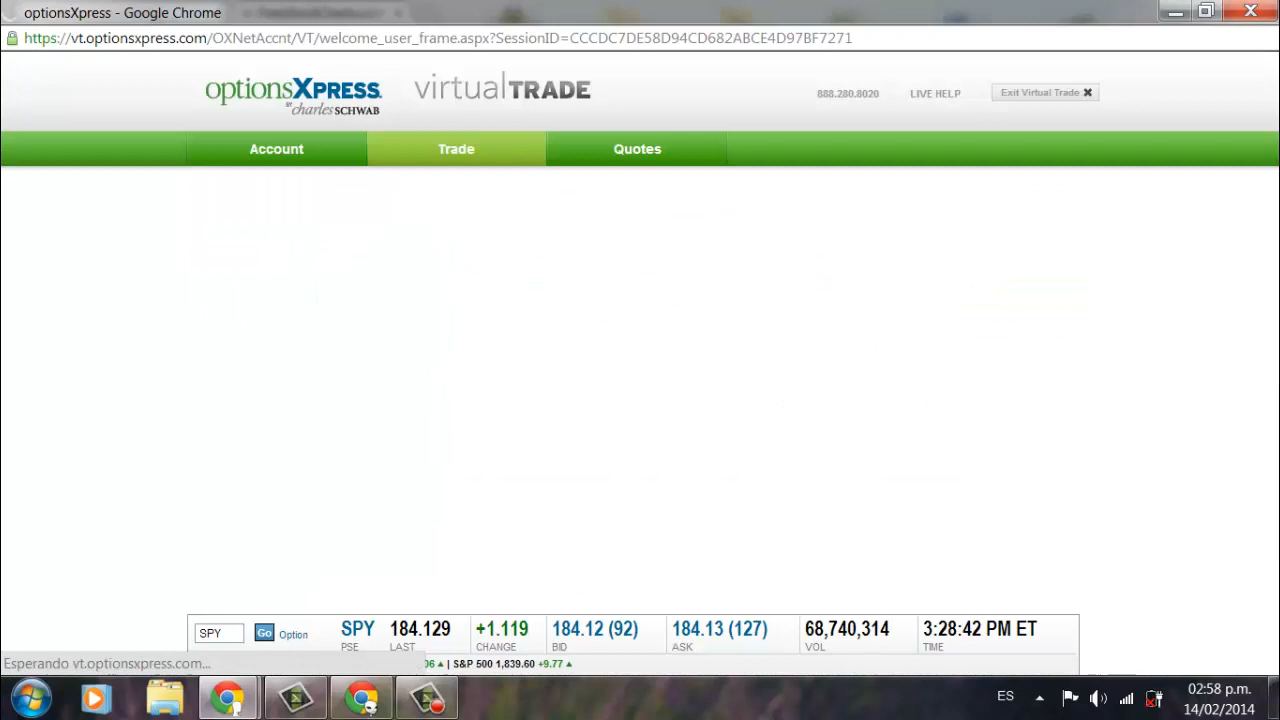 optionsXpress - Google Chrome
https://vt.optionsxpress.com/OXNetAccnt/VT/welcome_user_frame.aspx?SessionID=CCCDC7DE58D94CD682ABCE4D97BF7271
optionsXPRESS. virtualTRADE 888.280.8020 LIVE HELP Exit Virtual Trade ✖
BY charles SCHWAB
Account Trade Quotes
SPY Go Option SPY 184.129 +1.119 184.12 (92) 184.13 (127) 68,740,314 3:28:42 PM ET
PSE LAST CHANGE BID ASK VOL TIME
Esperando vt.optionsxpress.com... 06 ▲ | S&P 500 1,839.60 +9.77 ▲
ES 02:58 p.m.
14/02/2014